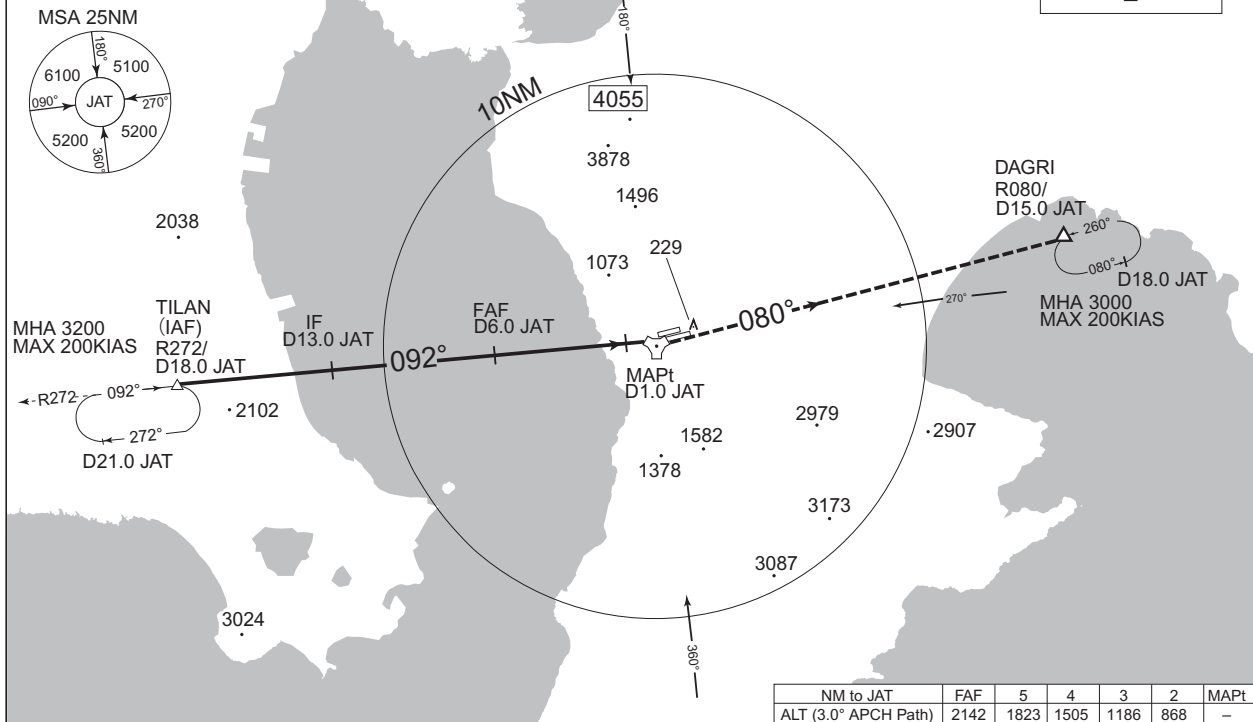 MSA 25NM
180°
6100
5100
090°
JAT
270°
5200
5200
360°
180°
10NM
4055
3878
1496
2038
1073
229
DAGRI
R080/
D15.0 JAT
260°
080°
D18.0 JAT
MHA 3000
MAX 200KIAS
270°
080°
TILAN
(IAF)
R272/
D18.0 JAT
MHA 3200
MAX 200KIAS
IF
D13.0 JAT
FAF
D6.0 JAT
092°
R272
092°
272°
D21.0 JAT
2102
MAPt
D1.0 JAT
2979
2907
1582
1378
3173
3087
3024
360°
NM to JAT FAF 5 4 3 2 MAPt
ALT (3.0° APCH Path) 2142 1823 1505 1186 868 –